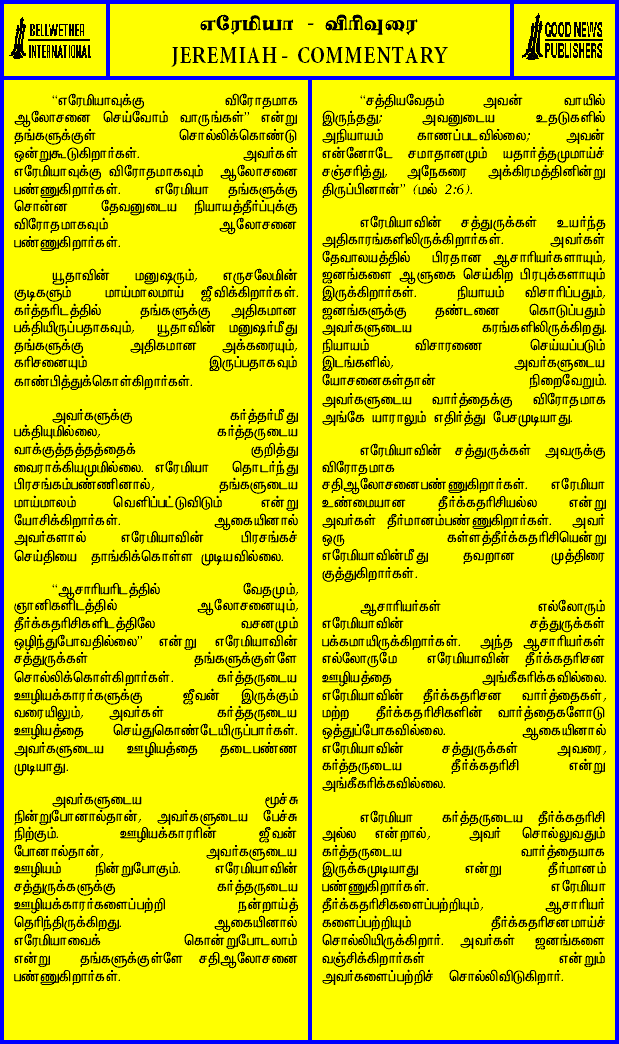 BELLWETHER
INTERNATIONAL
எரேமியா - விரிவுரை
JEREMIAH - COMMENTARY
GOOD NEWS
PUBLISHERS
“எரேமியாவுக்கு விரோதமாக
ஆலோசனை செய்வோம் வாருங்கள்” என்று
தங்களுக்குள் சொல்லிக்கொண்டு
ஒன்றுகூடுகிறார்கள். அவர்கள்
எரேமியாவுக்கு விரோதமாகவும் ஆலோசனை
பண்ணுகிறார்கள். எரேமியா தங்களுக்கு
சொன்ன தேவனுடைய நியாயத்தீர்ப்புக்கு
விரோதமாகவும் ஆலோசனை
பண்ணுகிறார்கள்.
யூதாவின் மனுஷரும், எருசலேமின்
குடிகளும் மாய்மாலமாய் ஜீவிக்கிறார்கள்.
கர்த்தரிடத்தில் தங்களுக்கு அதிகமான
பக்தியிருப்பதாகவும், யூதாவின் மனுஷர்மீது
தங்களுக்கு அதிகமான அக்கரையும்,
கரிசனையும் இருப்பதாகவும்
காண்பித்துக்கொள்கிறார்கள்.
அவர்களுக்கு கர்த்தர்மீது
பக்தியுமில்லை, கர்த்தருடைய
வாக்குத்தத்தத்தைக் குறித்து
வைராக்கியமுமில்லை. எரேமியா தொடர்ந்து
பிரசங்கம்பண்ணினால், தங்களுடைய
மாய்மாலம் வெளிப்பட்டுவிடும் என்று
யோசிக்கிறார்கள். ஆகையினால்
அவர்களால் எரேமியாவின் பிரசங்கச்
செய்தியை தாங்கிக்கொள்ள முடியவில்லை.
“ஆசாரியரிடத்தில் வேதமும்,
ஞானிகளிடத்தில் ஆலோசனையும்,
தீர்க்கதரிசிகளிடத்திலே வசனமும்
ஒழிந்துபோவதில்லை” என்று எரேமியாவின்
சத்துருக்கள் தங்களுக்குள்ளே
சொல்லிக்கொள்கிறார்கள். கர்த்தருடைய
ஊழியக்காரர்களுக்கு ஜீவன் இருக்கும்
வரையிலும், அவர்கள் கர்த்தருடைய
ஊழியத்தை செய்துகொண்டேயிருப்பார்கள்.
அவர்களுடைய ஊழியத்தை தடைபண்ண
முடியாது.
அவர்களுடைய மூச்சு
நின்றுபோனால்தான், அவர்களுடைய பேச்சு
நிற்கும். ஊழியக்காரரின் ஜீவன்
போனால்தான், அவர்களுடைய
ஊழியம் நின்றுபோகும். எரேமியாவின்
சத்துருக்களுக்கு கர்த்தருடைய
ஊழியக்காரர்களைப்பற்றி நன்றாய்த்
தெரிந்திருக்கிறது. ஆகையினால்
எரேமியாவைக் கொன்றுபோடலாம்
என்று தங்களுக்குள்ளே சதிஆலோசனை
பண்ணுகிறார்கள்.
“சத்தியவேதம் அவன் வாயில்
இருந்தது; அவனுடைய உதடுகளில்
அநியாயம் காணப்படவில்லை; அவன்
என்னோடே சமாதானமும் யதார்த்தமுமாய்ச்
சஞ்சரித்து, அநேகரை அக்கிரமத்தினின்று
திருப்பினான்” (மல் 2:6).
எரேமியாவின் சத்துருக்கள் உயர்ந்த
அதிகாரங்களிலிருக்கிறார்கள். அவர்கள்
தேவாலயத்தில் பிரதான ஆசாரியர்களாயும்,
ஜனங்களை ஆளுகை செய்கிற பிரபுக்களாயும்
இருக்கிறார்கள். நியாயம் விசாரிப்பதும்,
ஜனங்களுக்கு தண்டனை கொடுப்பதும்
அவர்களுடைய கரங்களிலிருக்கிறது.
நியாயம் விசாரணை செய்யப்படும்
இடங்களில், அவர்களுடைய
யோசனைகள்தான் நிறைவேறும்.
அவர்களுடைய வார்த்தைக்கு விரோதமாக
அங்கே யாராலும் எதிர்த்து பேசமுடியாது.
எரேமியாவின் சத்துருக்கள் அவருக்கு
விரோதமாக
சதிஆலோசனைபண்ணுகிறார்கள். எரேமியா
உண்மையான தீர்க்கதரிசியல்ல என்று
அவர்கள் தீர்மானம்பண்ணுகிறார்கள். அவர்
ஒரு கள்ளத்தீர்க்கதரிசியென்று
எரேமியாவின்மீது தவறான முத்திரை
குத்துகிறார்கள்.
ஆசாரியர்கள் எல்லோரும்
எரேமியாவின் சத்துருக்கள்
பக்கமாயிருக்கிறார்கள். அந்த ஆசாரியர்கள்
எல்லோருமே எரேமியாவின் தீர்க்கதரிசன
ஊழியத்தை அங்கீகரிக்கவில்லை.
எரேமியாவின் தீர்க்கதரிசன வார்த்தைகள்,
மற்ற தீர்க்கதரிசிகளின் வார்த்தைகளோடு
ஒத்துப்போகவில்லை. ஆகையினால்
எரேமியாவின் சத்துருக்கள் அவரை,
கர்த்தருடைய தீர்க்கதரிசி என்று
அங்கீகரிக்கவில்லை.
எரேமியா கர்த்தருடைய தீர்க்கதரிசி
அல்ல என்றால், அவர் சொல்லுவதும்
கர்த்தருடைய வார்த்தையாக
இருக்கமுடியாது என்று தீர்மானம்
பண்ணுகிறார்கள். எரேமியா
தீர்க்கதரிசிகளைப்பற்றியும், ஆசாரியர்
களைப்பற்றியும் தீர்க்கதரிசனமாய்ச்
சொல்லியிருக்கிறார். அவர்கள் ஜனங்களை
வஞ்சிக்கிறார்கள் என்றும்
அவர்களைப்பற்றிச் சொல்லிவிடுகிறார்.